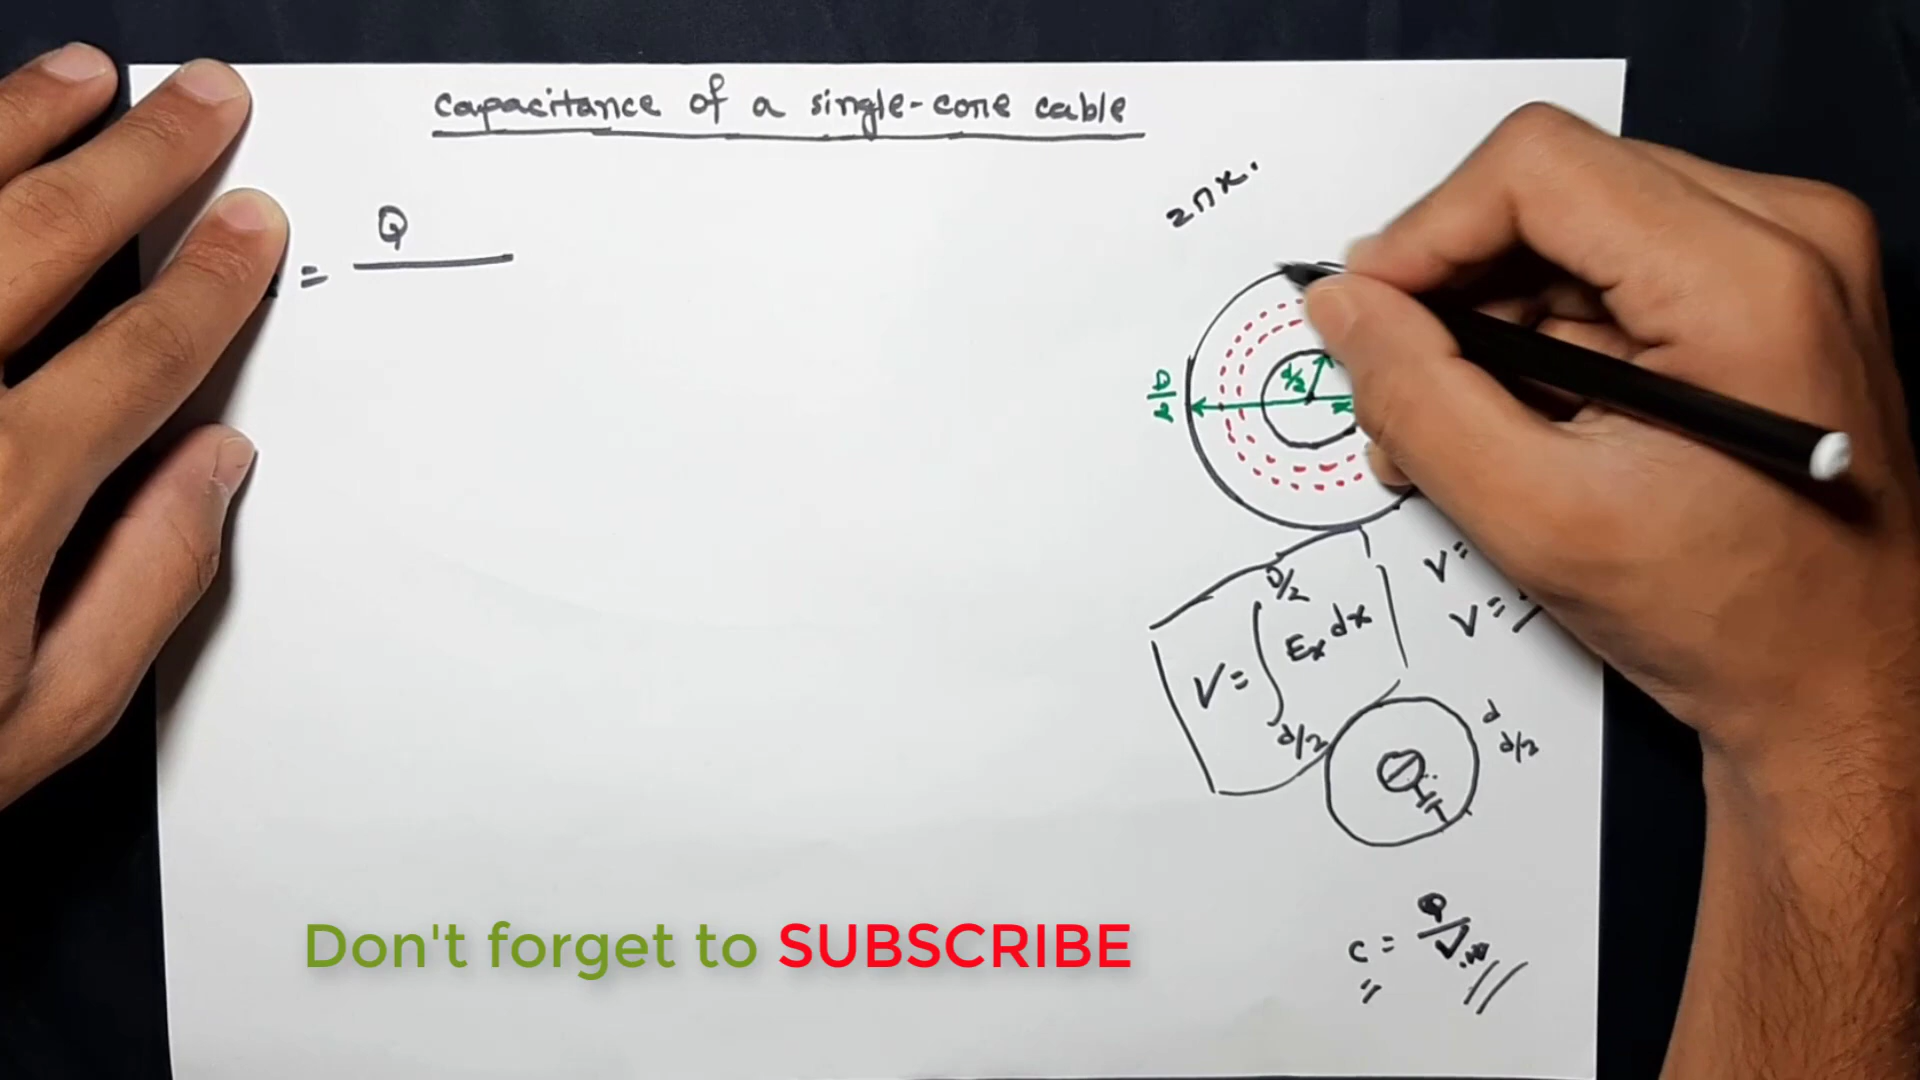 capacitance of a single-core cable
2πx.
= Q
D/2
d/2
x
V=
V=
V = ∫ D/2 d/2 Ex dx
d
d/2
C = Q/V
Don't forget to SUBSCRIBE